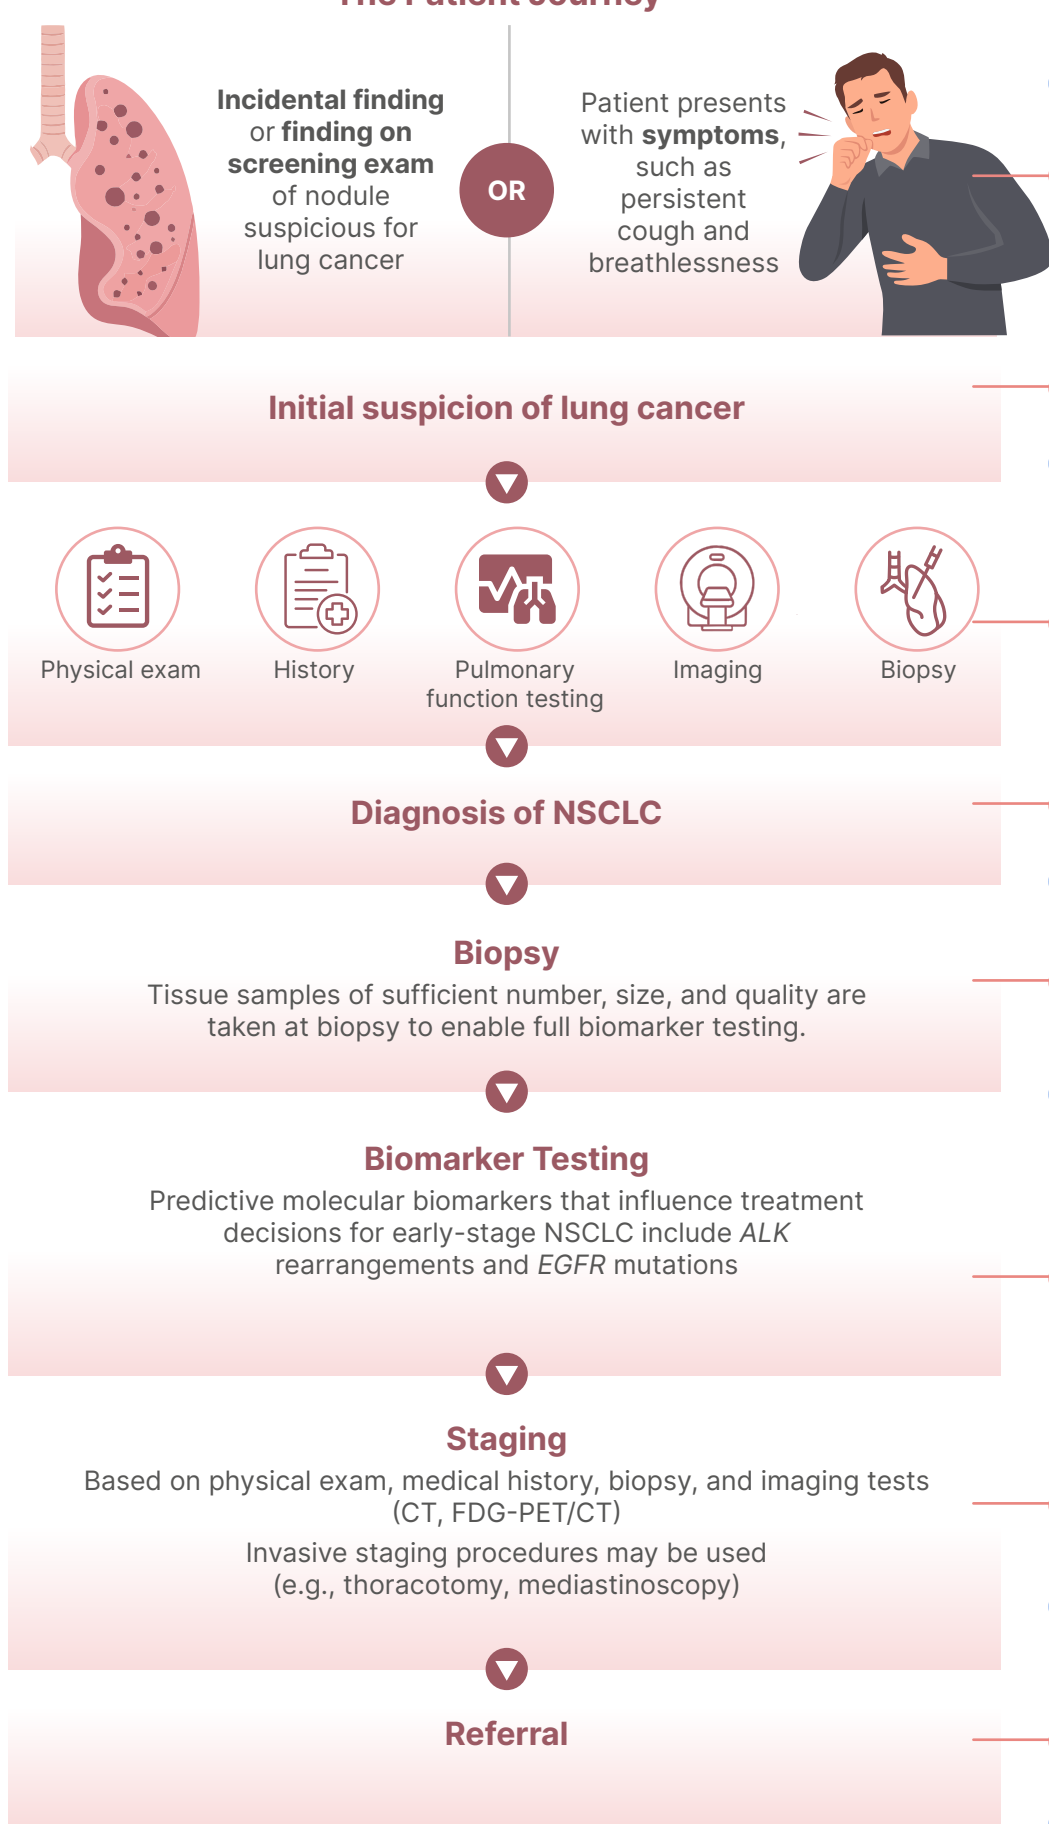 The Patient Journey
Incidental finding
or finding on
screening exam
of nodule
suspicious for
lung cancer
OR
Patient presents
with symptoms,
such as
persistent
cough and
breathlessness
Initial suspicion of lung cancer
Physical exam
History
Pulmonary
function testing
Imaging
Biopsy
Diagnosis of NSCLC
Biopsy
Tissue samples of sufficient number, size, and quality are
taken at biopsy to enable full biomarker testing.
Biomarker Testing
Predictive molecular biomarkers that influence treatment
decisions for early-stage NSCLC include ALK
rearrangements and EGFR mutations
Staging
Based on physical exam, medical history, biopsy, and imaging tests
(CT, FDG-PET/CT)
Invasive staging procedures may be used
(e.g., thoracotomy, mediastinoscopy)
Referral